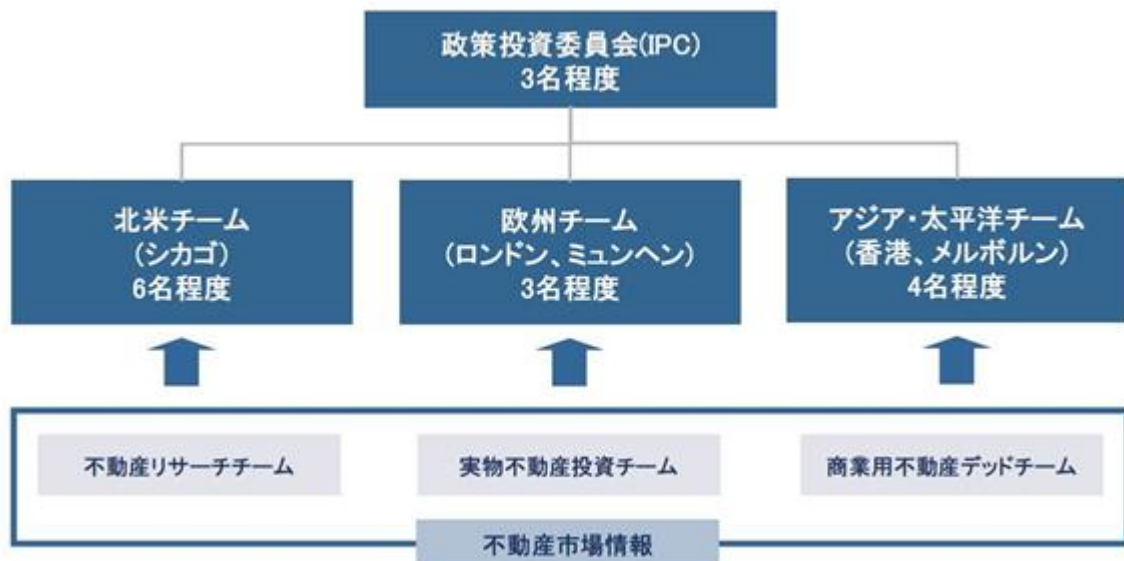 政策投資委員会(IPC)
3名程度
北米チーム
(シカゴ)
6名程度
欧州チーム
(ロンドン、ミュンヘン)
3名程度
アジア・太平洋チーム
(香港、メルボルン)
4名程度
不動産リサーチチーム
実物不動産投資チーム
商業用不動産デッドチーム
不動産市場情報